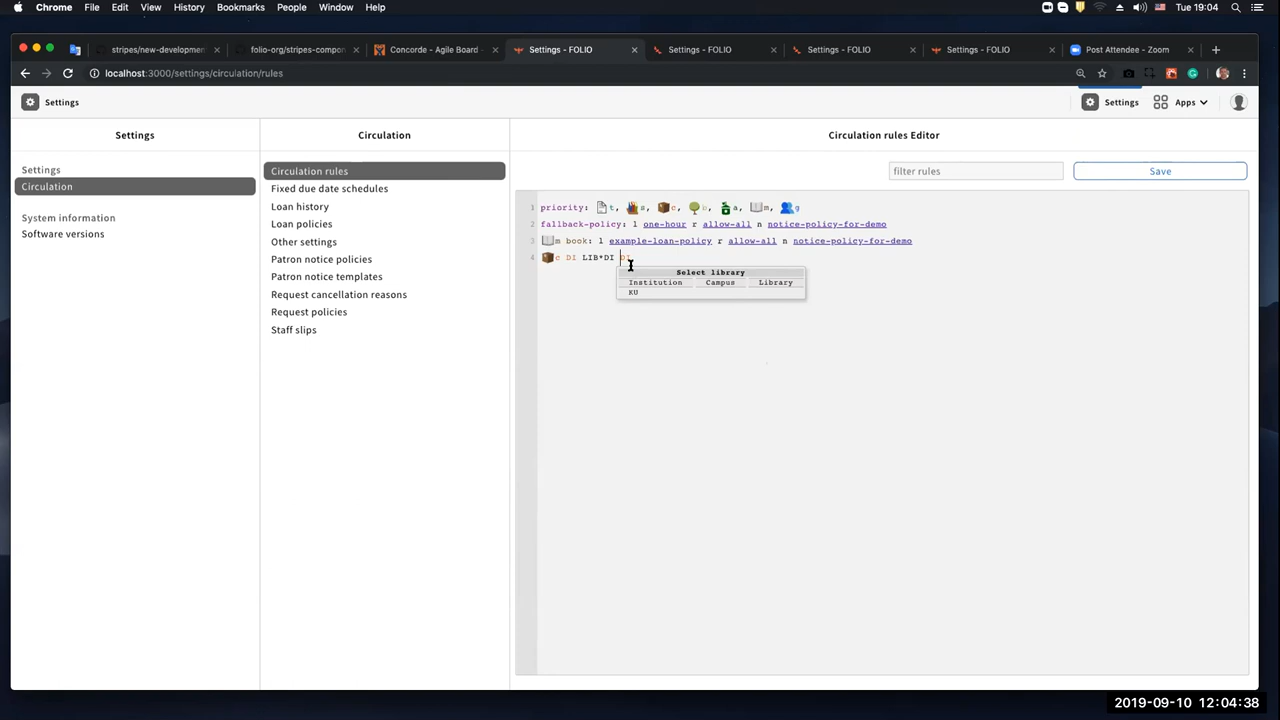 Chrome File Edit View History Bookmarks People Window Help Tue 19:04
stripes/new-developmen folio-org/stripes-compon Concorde - Agile Board - Settings - FOLIO Settings - FOLIO Settings - FOLIO Settings - FOLIO Post Attendee - Zoom
localhost:3000/settings/circulation/rules
Settings Settings Apps
Settings Circulation Circulation rules Editor
Settings
Circulation
System information
Software versions
Circulation rules
Fixed due date schedules
Loan history
Loan policies
Other settings
Patron notice policies
Patron notice templates
Request cancellation reasons
Request policies
Staff slips
filter rules Save
1 priority: t, s, c, b, a, m, g
2 fallback-policy: l one-hour r allow-all n notice-policy-for-demo
3 m book: l example-loan-policy r allow-all n notice-policy-for-demo
4 c DI LIB*DI DI
Select library
Institution Campus Library
KU
2019-09-10 12:04:38